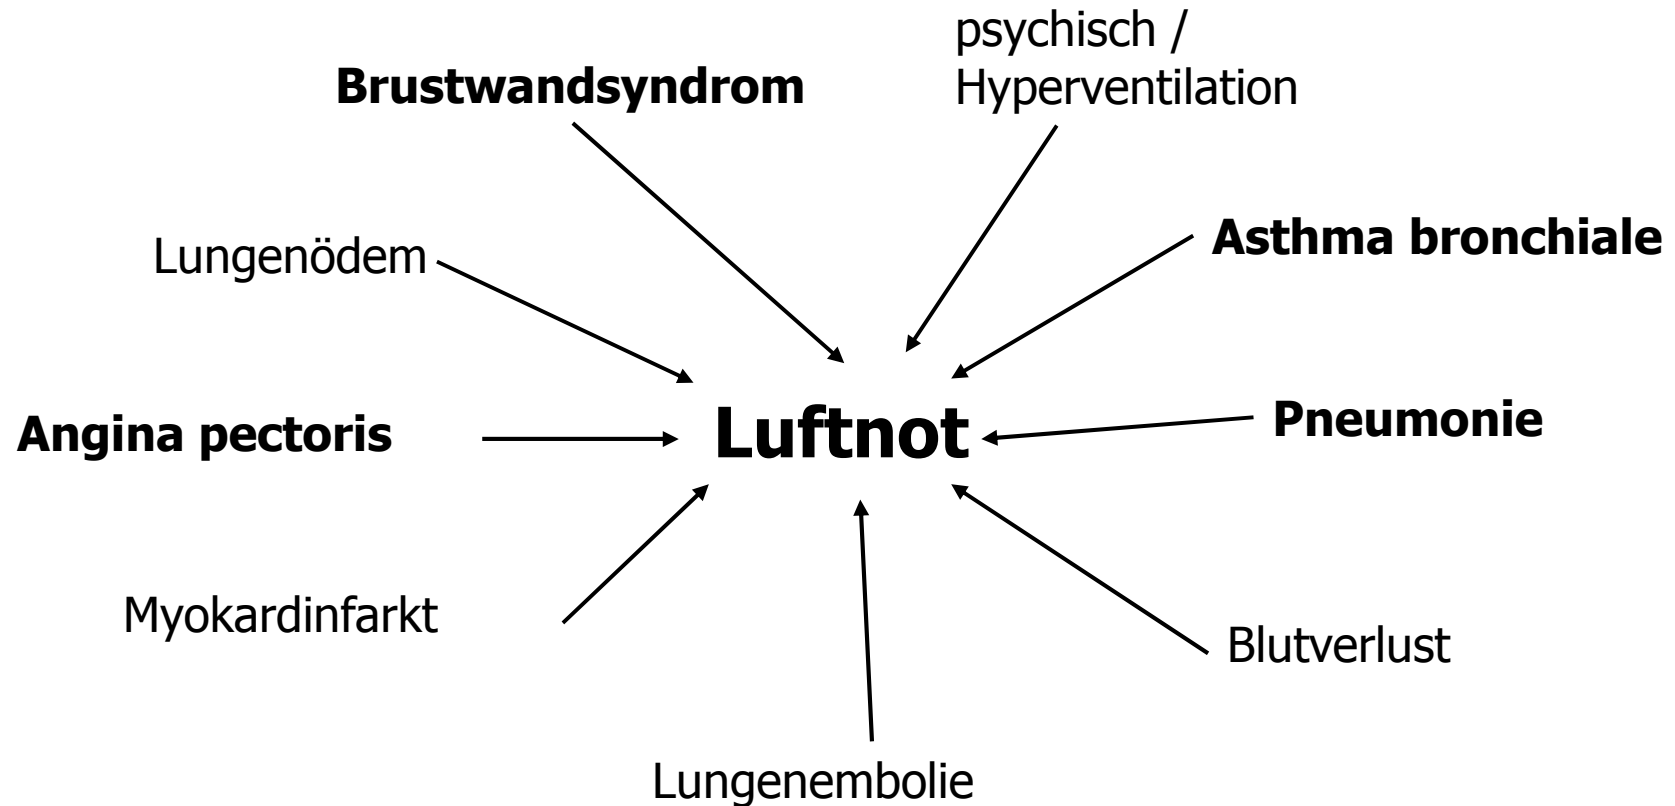 psychisch /
Hyperventilation
Brustwandsyndrom
Asthma bronchiale
Lungenödem
Pneumonie
Angina pectoris
Luftnot
Myokardinfarkt
Blutverlust
Lungenembolie